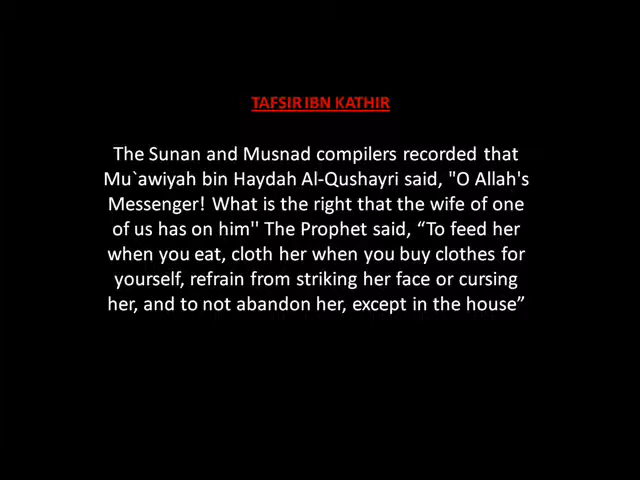 TAFSIR IBN KATHIR
The Sunan and Musnad compilers recorded that
Mu`awiyah bin Haydah Al-Qushayri said, "O Allah's
Messenger! What is the right that the wife of one
of us has on him'' The Prophet said, “To feed her
when you eat, cloth her when you buy clothes for
yourself, refrain from striking her face or cursing
her, and to not abandon her, except in the house”